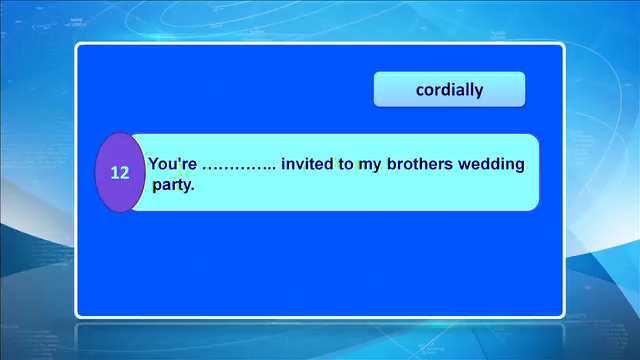 cordially
12
You're ………….. invited to my brothers wedding
party.